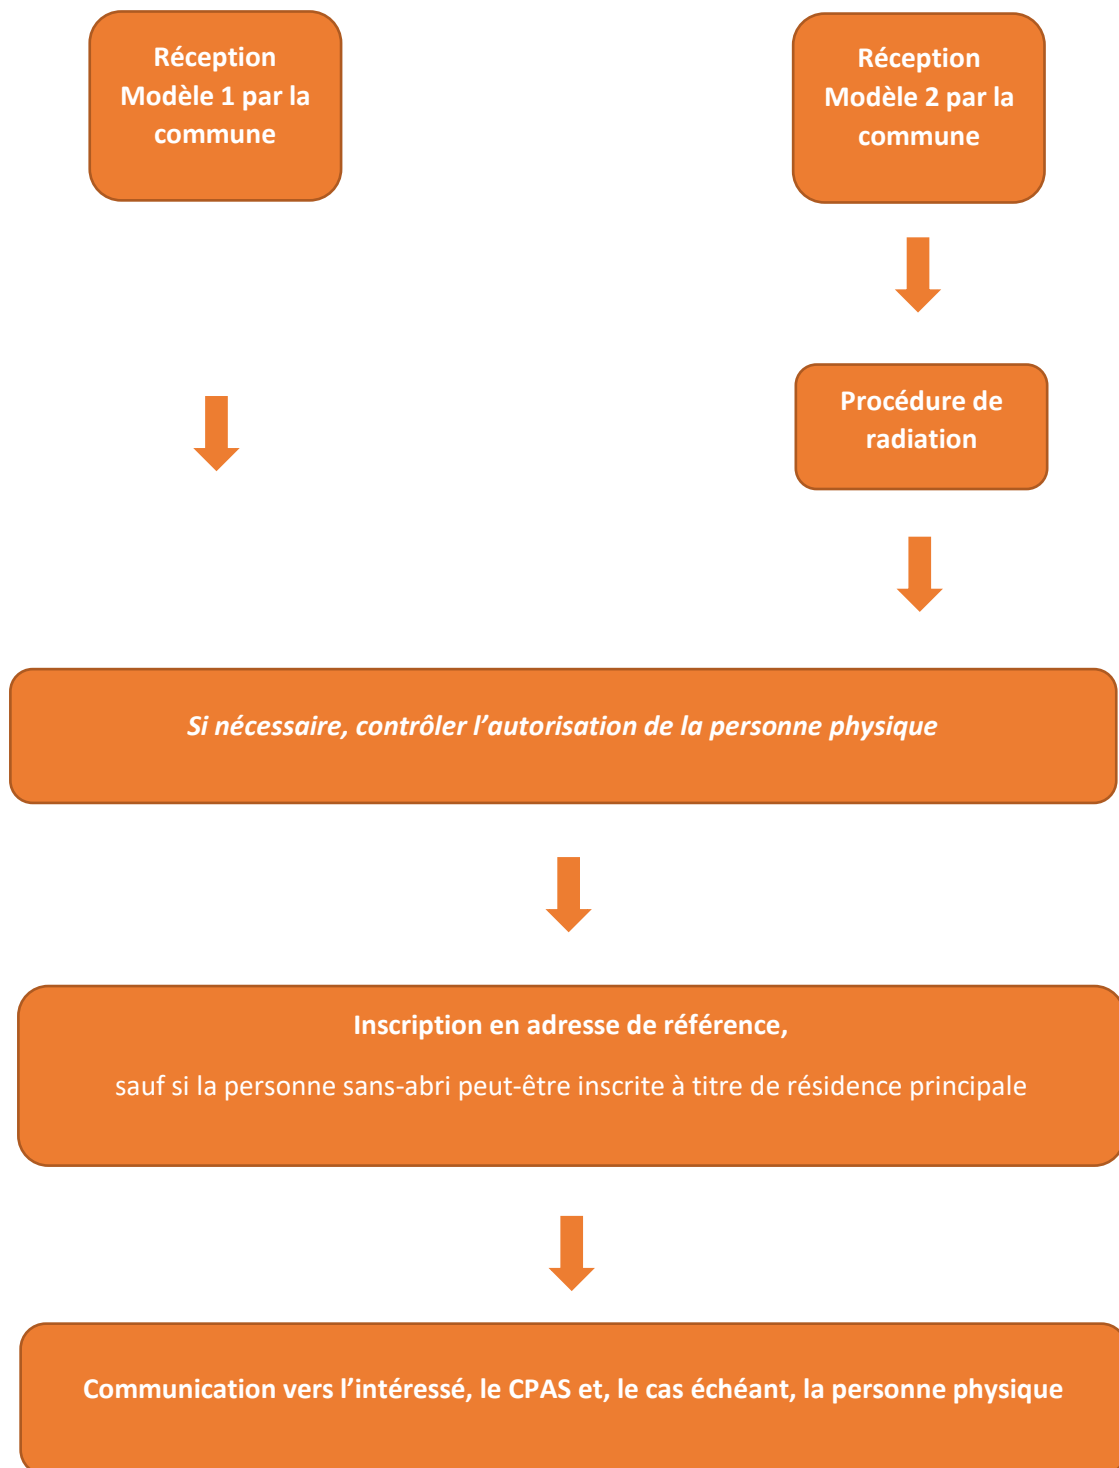 Réception
Modèle 1 par la
commune
Réception
Modèle 2 par la
commune
Procédure de
radiation
Si nécessaire, contrôler l’autorisation de la personne physique
Inscription en adresse de référence,
sauf si la personne sans-abri peut-être inscrite à titre de résidence principale
Communication vers l’intéressé, le CPAS et, le cas échéant, la personne physique